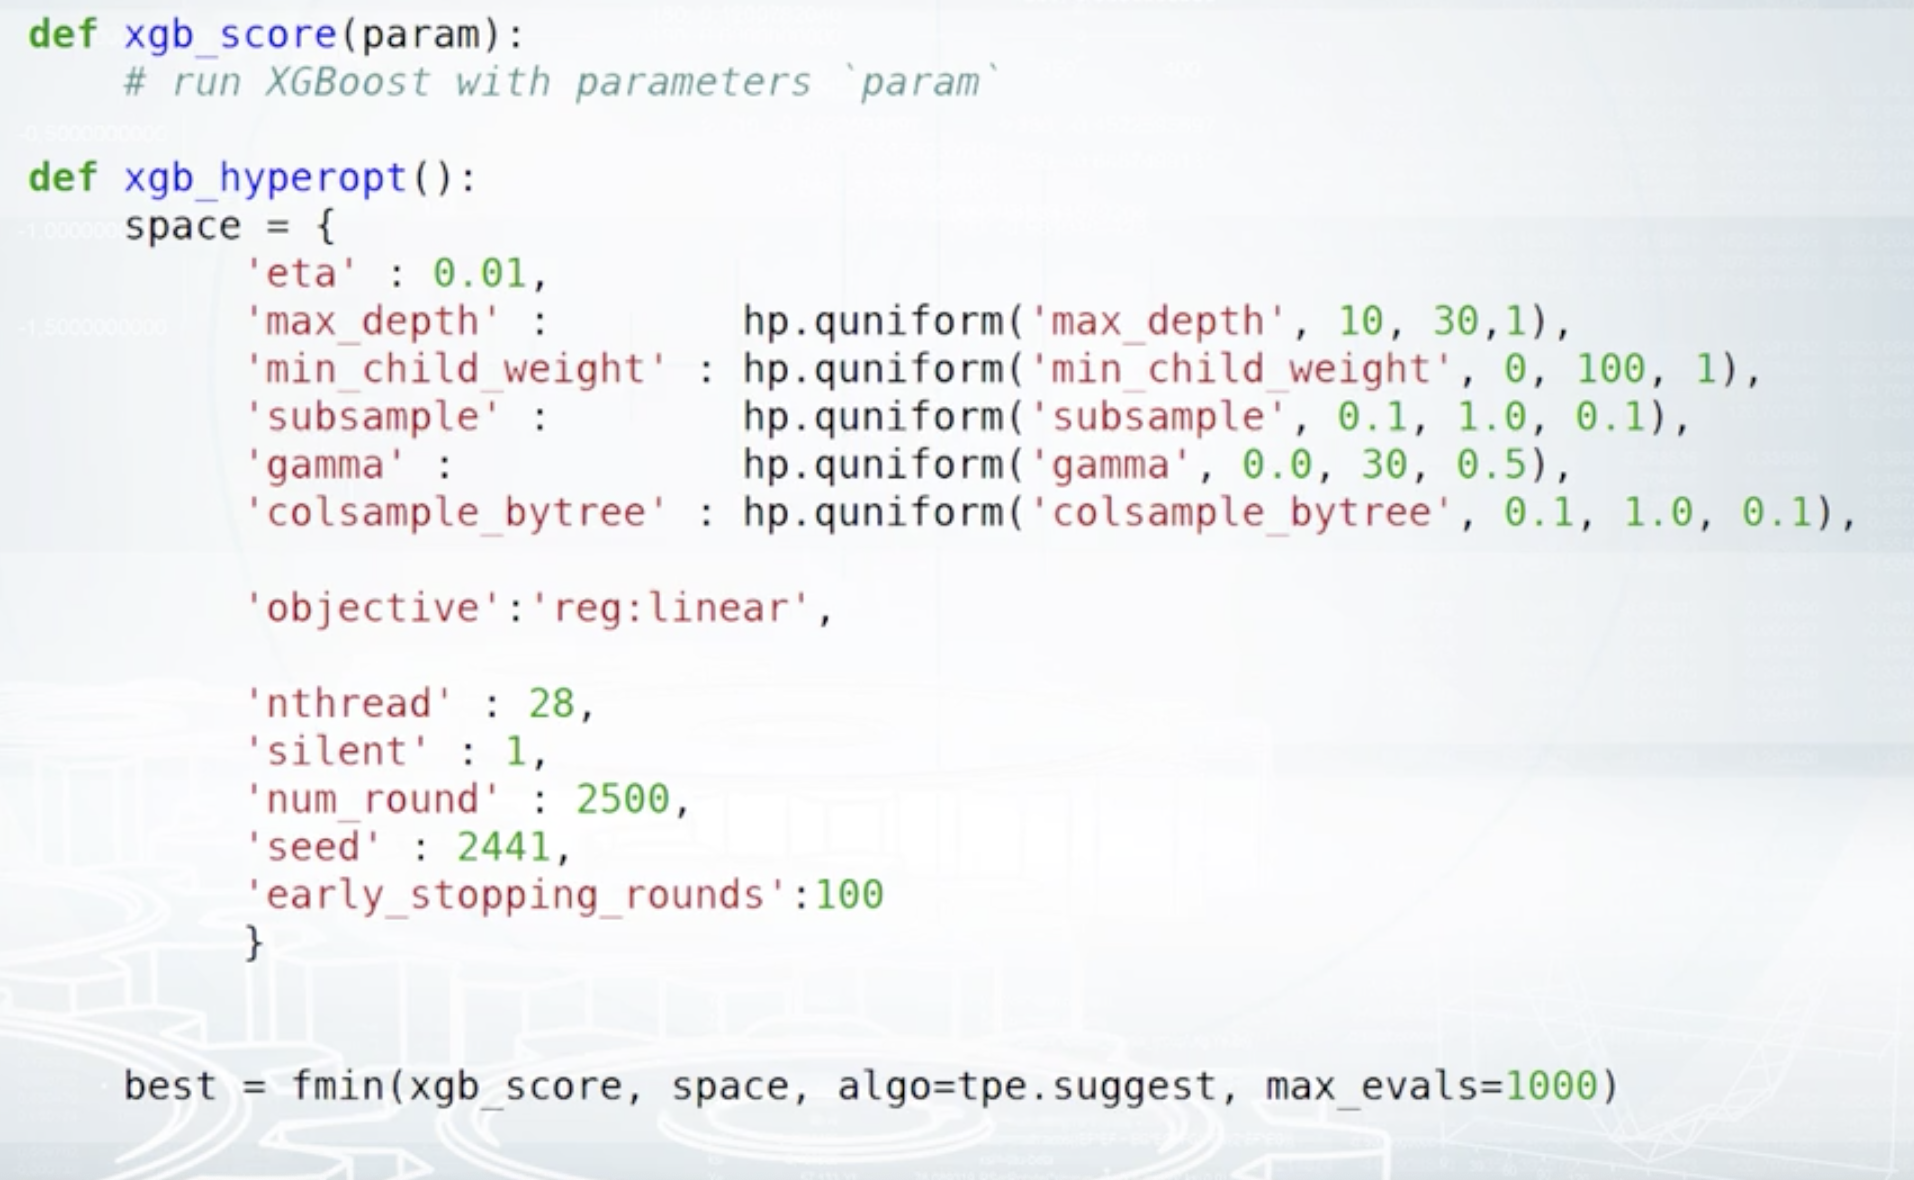 def xgb_score(param):
    # run XGBoost with parameters `param`
def xgb_hyperopt():
    space = {
         'eta' : 0.01,
         'max_depth' :        hp.quniform('max_depth', 10, 30,1),
         'min_child_weight' : hp.quniform('min_child_weight', 0, 100, 1),
         'subsample' :        hp.quniform('subsample', 0.1, 1.0, 0.1),
         'gamma' :            hp.quniform('gamma', 0.0, 30, 0.5),
         'colsample_bytree' : hp.quniform('colsample_bytree', 0.1, 1.0, 0.1),
         'objective':'reg:linear',
         'nthread' : 28,
         'silent' : 1,
         'num_round' : 2500,
         'seed' : 2441,
         'early_stopping_rounds':100
         }
    best = fmin(xgb_score, space, algo=tpe.suggest, max_evals=1000)